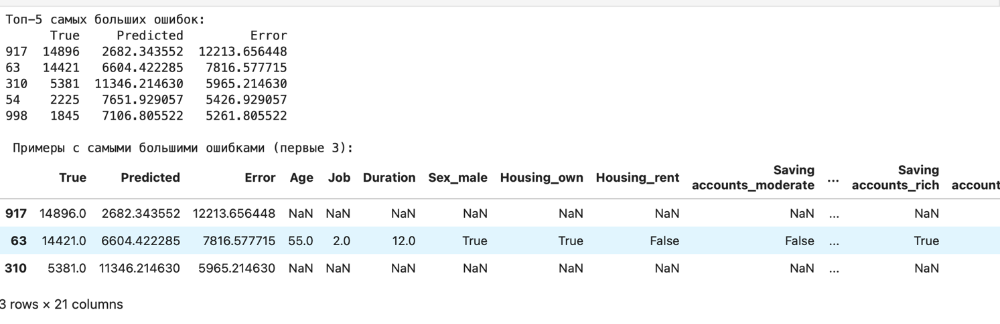 Топ-5 самых больших ошибок:
True Predicted Error
917 14896 2682.343552 12213.656448
63 14421 6604.422285 7816.577715
310 5381 11346.214630 5965.214630
54 2225 7651.929057 5426.929057
998 1845 7106.805522 5261.805522
Примеры с самыми большими ошибками (первые 3):
True Predicted Error Age Job Duration Sex_male Housing_own Housing_rent Saving accounts_moderate ... Saving accounts_rich account
917 14896.0 2682.343552 12213.656448 NaN NaN NaN NaN NaN NaN NaN ... NaN
63 14421.0 6604.422285 7816.577715 55.0 2.0 12.0 True True False False ... True
310 5381.0 11346.214630 5965.214630 NaN NaN NaN NaN NaN NaN NaN ... NaN
3 rows × 21 columns